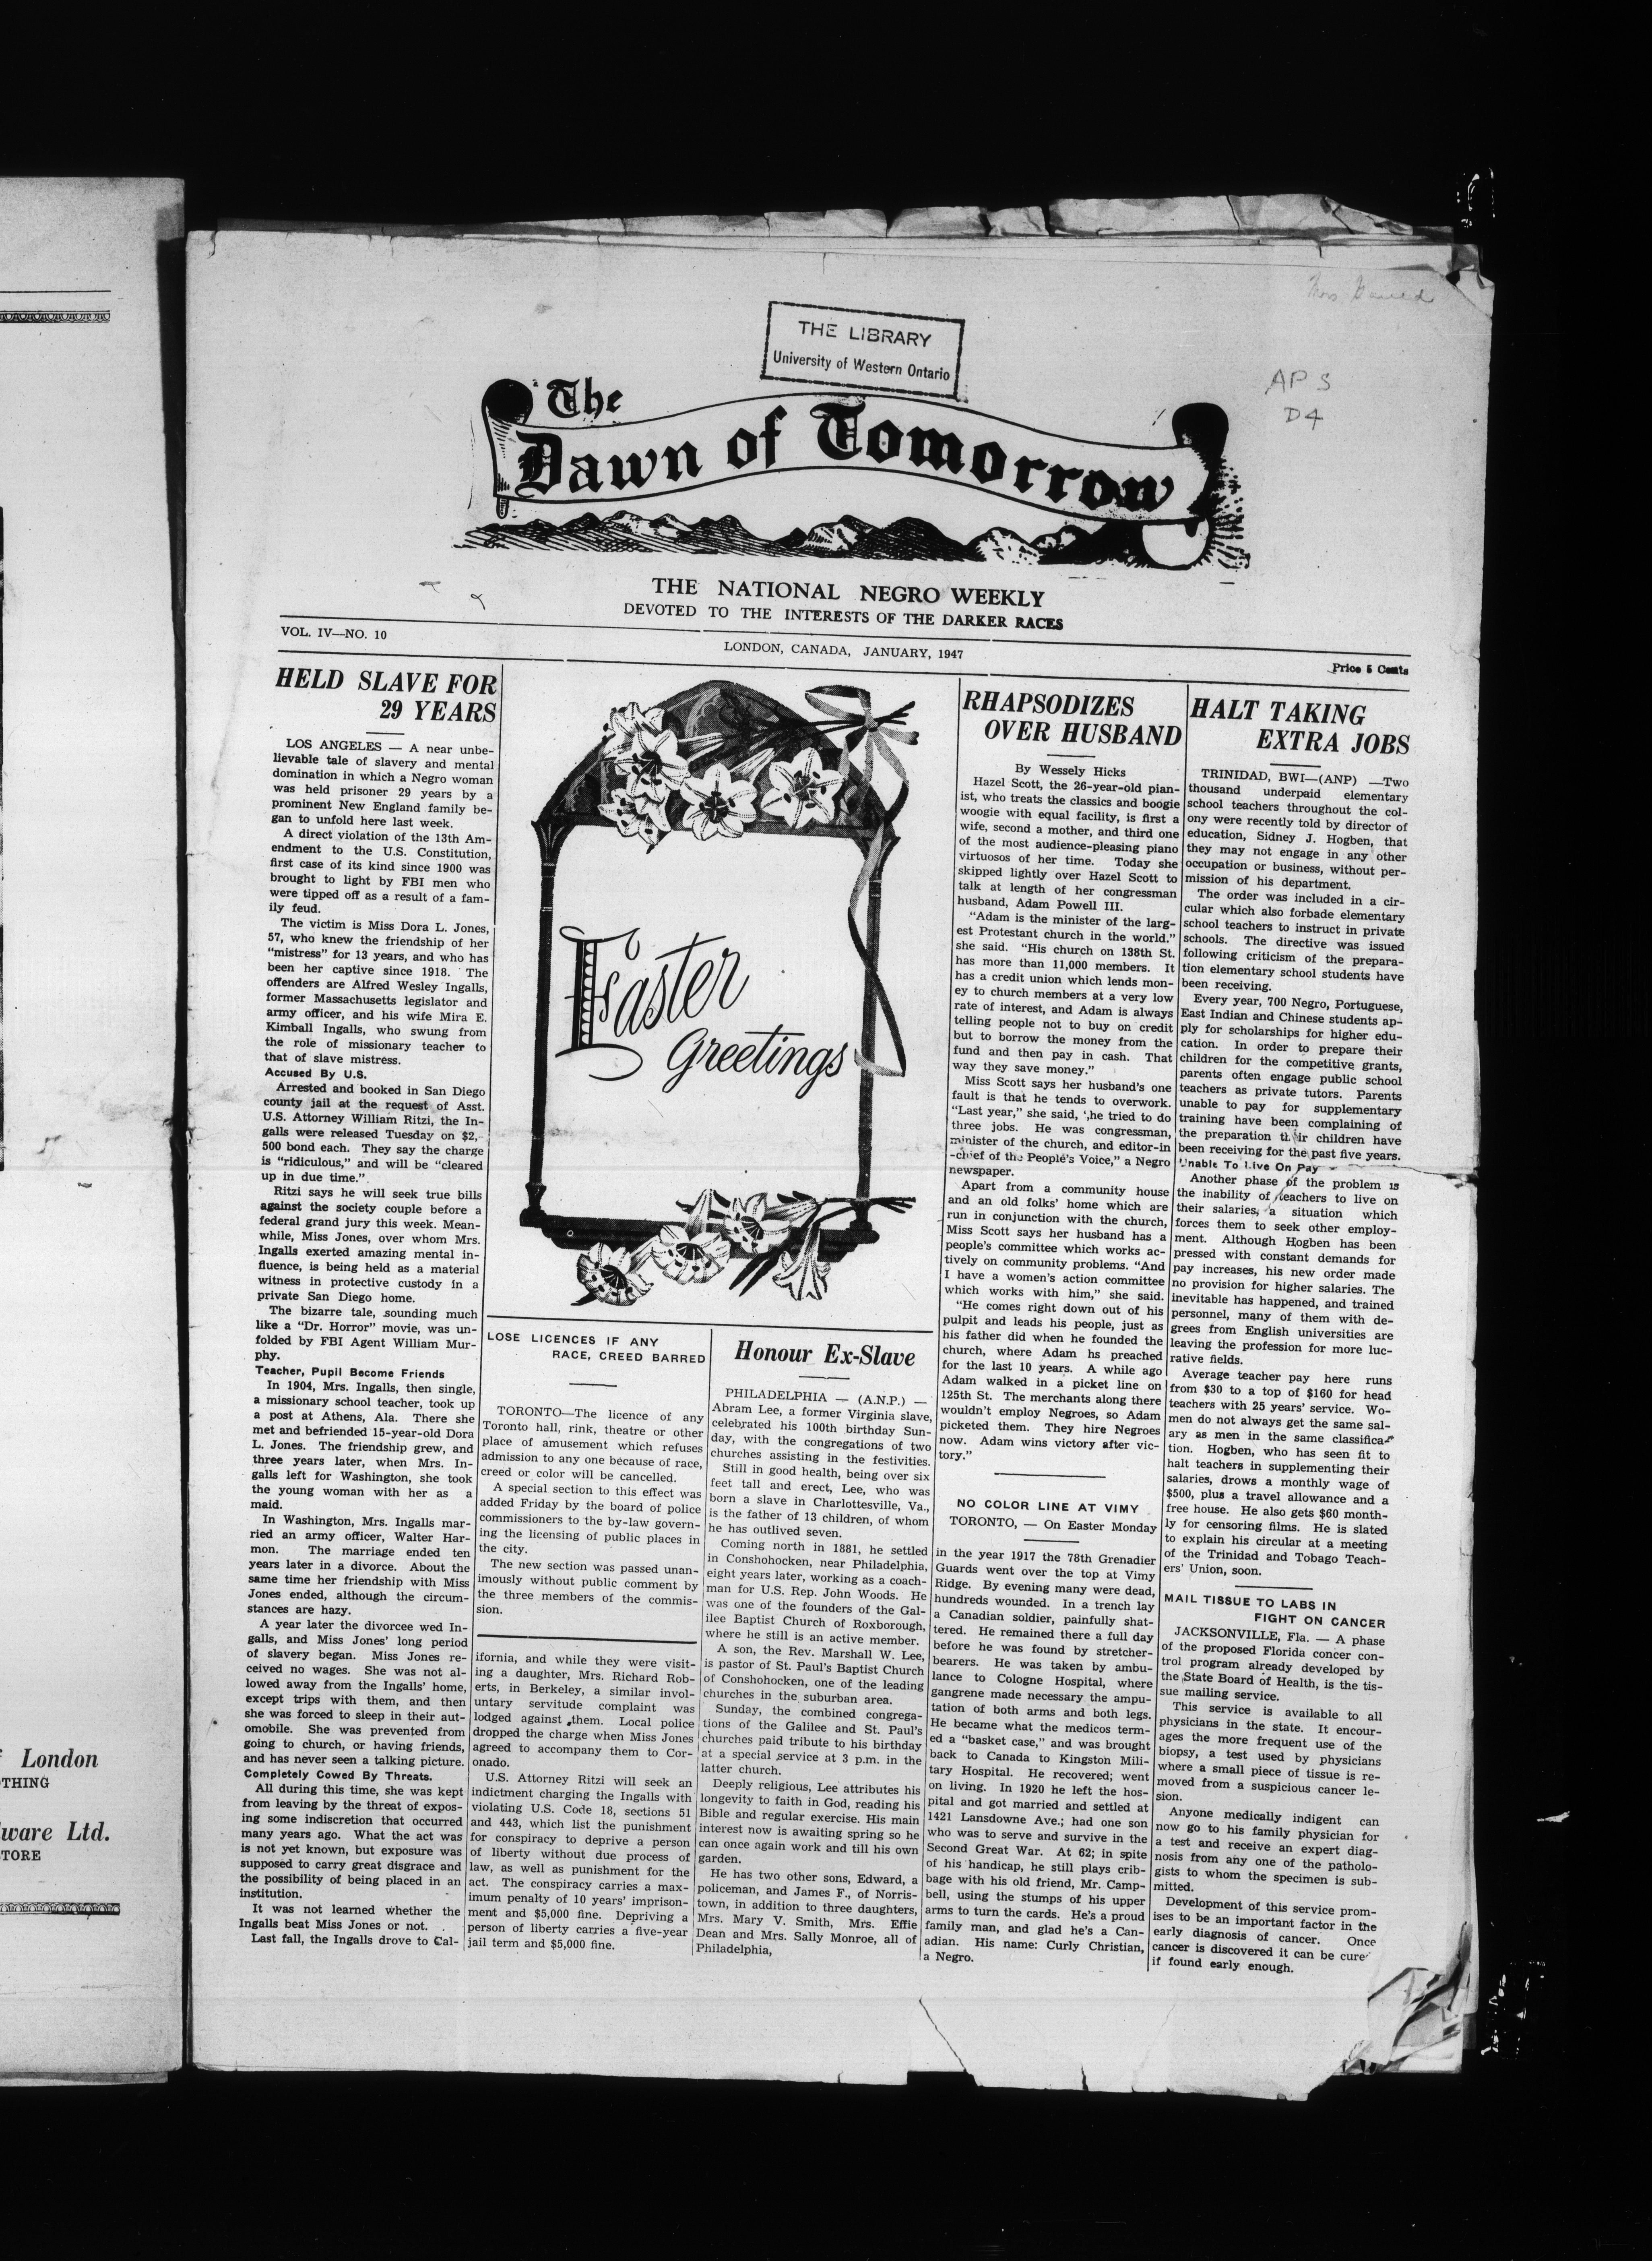 London
THING
ware Ltd.
TORE
THE LIBRARY
University of Western Ontario
AP 5
D4
The
Dawn of Tomorrow
THE NATIONAL NEGRO WEEKLY
DEVOTED TO THE INTERESTS OF THE DARKER RACES
VOL. IV—NO. 10
LONDON, CANADA, JANUARY, 1947
Price 5 Cents
HELD SLAVE FOR
29 YEARS
LOS ANGELES — A near unbe-
lievable tale of slavery and mental
domination in which a Negro woman
was held prisoner 29 years by a
prominent New England family be-
gan to unfold here last week.
A direct violation of the 13th Am-
endment to the U.S. Constitution,
first case of its kind since 1900 was
brought to light by FBI men who
were tipped off as a result of a fam-
ily feud.
The victim is Miss Dora L. Jones,
57, who knew the friendship of her
"mistress" for 13 years, and who has
been her captive since 1918. The
offenders are Alfred Wesley Ingalls,
former Massachusetts legislator and
army officer, and his wife Mira E.
Kimball Ingalls, who swung from
the role of missionary teacher to
that of slave mistress.
Accused By U.S.
Arrested and booked in San Diego
county jail at the request of Asst.
U.S. Attorney William Ritzi, the In-
galls were released Tuesday on $2,-
500 bond each. They say the charge
is "ridiculous," and will be "cleared
up in due time."
Ritzi says he will seek true bills
against the society couple before a
federal grand jury this week. Mean-
while, Miss Jones, over whom Mrs.
Ingalls exerted amazing mental in-
fluence, is being held as a material
witness in protective custody in a
private San Diego home.
The bizarre tale, sounding much
like a "Dr. Horror" movie, was un-
folded by FBI Agent William Mur-
phy.
Teacher, Pupil Become Friends
In 1904, Mrs. Ingalls, then single,
a missionary school teacher, took up
a post at Athens, Ala. There she
met and befriended 15-year-old Dora
L. Jones. The friendship grew, and
three years later, when Mrs. In-
galls left for Washington, she took
the young woman with her as a
maid.
In Washington, Mrs. Ingalls mar-
ried an army officer, Walter Har-
mon. The marriage ended ten
years later in a divorce. About the
same time her friendship with Miss
Jones ended, although the circum-
stances are hazy.
A year later the divorcee wed In-
galls, and Miss Jones' long period
of slavery began. Miss Jones re-
ceived no wages. She was not al-
lowed away from the Ingalls' home,
except trips with them, and then
she was forced to sleep in their aut-
omobile. She was prevented from
going to church, or having friends,
and has never seen a talking picture.
Completely Cowed By Threats.
All during this time, she was kept
from leaving by the threat of expos-
ing some indiscretion that occurred
many years ago. What the act was
is not yet known, but exposure was
supposed to carry great disgrace and
the possibility of being placed in an
institution.
It was not learned whether the
Ingalls beat Miss Jones or not.
Last fall, the Ingalls drove to Cal-
Easter
Greetings
LOSE LICENCES IF ANY
RACE, CREED BARRED
TORONTO—The licence of any
Toronto hall, rink, theatre or other
place of amusement which refuses
admission to any one because of race,
creed or color will be cancelled.
A special section to this effect was
added Friday by the board of police
commissioners to the by-law govern-
ing the licensing of public places in
the city.
The new section was passed unan-
imously without public comment by
the three members of the commis-
sion.
ifornia, and while they were visit-
ing a daughter, Mrs. Richard Rob-
erts, in Berkeley, a similar invol-
untary servitude complaint was
lodged against them. Local police
dropped the charge when Miss Jones
agreed to accompany them to Cor-
onado.
U.S. Attorney Ritzi will seek an
indictment charging the Ingalls with
violating U.S. Code 18, sections 51
and 443, which list the punishment
for conspiracy to deprive a person
of liberty without due process of
law, as well as punishment for the
act. The conspiracy carries a max-
imum penalty of 10 years' imprison-
ment and $5,000 fine. Depriving a
person of liberty carries a five-year
jail term and $5,000 fine.
Honour Ex-Slave
PHILADELPHIA — (A.N.P.) —
Abram Lee, a former Virginia slave,
celebrated his 100th birthday Sun-
day, with the congregations of two
churches assisting in the festivities.
Still in good health, being over six
feet tall and erect, Lee, who was
born a slave in Charlottesville, Va.,
is the father of 13 children, of whom
he has outlived seven.
Coming north in 1881, he settled
in Conshohocken, near Philadelphia,
eight years later, working as a coach-
man for U.S. Rep. John Woods. He
was one of the founders of the Gal-
ilee Baptist Church of Roxborough,
where he still is an active member.
A son, the Rev. Marshall W. Lee,
is pastor of St. Paul's Baptist Church
of Conshohocken, one of the leading
churches in the suburban area.
Sunday, the combined congrega-
tions of the Galilee and St. Paul's
churches paid tribute to his birthday
at a special service at 3 p.m. in the
latter church.
Deeply religious, Lee attributes his
longevity to faith in God, reading his
Bible and regular exercise. His main
interest now is awaiting spring so he
can once again work and till his own
garden.
He has two other sons, Edward, a
policeman, and James F., of Norris-
town, in addition to three daughters,
Mrs. Mary V. Smith, Mrs. Effie
Dean and Mrs. Sally Monroe, all of
Philadelphia,
RHAPSODIZES
OVER HUSBAND
By Wessely Hicks
Hazel Scott, the 26-year-old pian-
ist, who treats the classics and boogie
woogie with equal facility, is first a
wife, second a mother, and third one
of the most audience-pleasing piano
virtuosos of her time. Today she
skipped lightly over Hazel Scott to
talk at length of her congressman
husband, Adam Powell III.
"Adam is the minister of the larg-
est Protestant church in the world."
she said. "His church on 138th St.
has more than 11,000 members. It
has a credit union which lends mon-
ey to church members at a very low
rate of interest, and Adam is always
telling people not to buy on credit
but to borrow the money from the
fund and then pay in cash. That
way they save money."
Miss Scott says her husband's one
fault is that he tends to overwork.
"Last year," she said, ',he tried to do
three jobs. He was congressman,
minister of the church, and editor-in
-chief of the People's Voice," a Negro
newspaper.
Apart from a community house
and an old folks' home which are
run in conjunction with the church,
Miss Scott says her husband has a
people's committee which works ac-
tively on community problems. "And
I have a women's action committee
which works with him," she said.
"He comes right down out of his
pulpit and leads his people, just as
his father did when he founded the
church, where Adam hs preached
for the last 10 years. A while ago
Adam walked in a picket line on
125th St. The merchants along there
wouldn't employ Negroes, so Adam
picketed them. They hire Negroes
now. Adam wins victory after vic-
tory."
NO COLOR LINE AT VIMY
TORONTO, — On Easter Monday
in the year 1917 the 78th Grenadier
Guards went over the top at Vimy
Ridge. By evening many were dead,
hundreds wounded. In a trench lay
a Canadian soldier, painfully shat-
tered. He remained there a full day
before he was found by stretcher-
bearers. He was taken by ambu-
lance to Cologne Hospital, where
gangrene made necessary the ampu-
tation of both arms and both legs.
He became what the medicos term-
ed a "basket case," and was brought
back to Canada to Kingston Mili-
tary Hospital. He recovered; went
on living. In 1920 he left the hos-
pital and got married and settled at
1421 Lansdowne Ave.; had one son
who was to serve and survive in the
Second Great War. At 62; in spite
of his handicap, he still plays crib-
bage with his old friend, Mr. Camp-
bell, using the stumps of his upper
arms to turn the cards. He's a proud
family man, and glad he's a Can-
adian. His name: Curly Christian,
a Negro.
HALT TAKING
EXTRA JOBS
TRINIDAD, BWI—(ANP) —Two
thousand underpaid elementary
school teachers throughout the col-
ony were recently told by director of
education, Sidney J. Hogben, that
they may not engage in any other
occupation or business, without per-
mission of his department.
The order was included in a cir-
cular which also forbade elementary
school teachers to instruct in private
schools. The directive was issued
following criticism of the prepara-
tion elementary school students have
been receiving.
Every year, 700 Negro, Portuguese,
East Indian and Chinese students ap-
ply for scholarships for higher edu-
cation. In order to prepare their
children for the competitive grants,
parents often engage public school
teachers as private tutors. Parents
unable to pay for supplementary
training have been complaining of
the preparation their children have
been receiving for the past five years.
Unable To Live On Pay
Another phase of the problem is
the inability of teachers to live on
their salaries, a situation which
forces them to seek other employ-
ment. Although Hogben has been
pressed with constant demands for
pay increases, his new order made
no provision for higher salaries. The
inevitable has happened, and trained
personnel, many of them with de-
grees from English universities are
leaving the profession for more luc-
rative fields.
Average teacher pay here runs
from $30 to a top of $160 for head
teachers with 25 years' service. Wo-
men do not always get the same sal-
ary as men in the same classifica-
tion. Hogben, who has seen fit to
halt teachers in supplementing their
salaries, drows a monthly wage of
$500, plus a travel allowance and a
free house. He also gets $60 month-
ly for censoring films. He is slated
to explain his circular at a meeting
of the Trinidad and Tobago Teach-
ers' Union, soon.
MAIL TISSUE TO LABS IN
FIGHT ON CANCER
JACKSONVILLE, Fla. — A phase
of the proposed Florida concer con-
trol program already developed by
the State Board of Health, is the tis-
sue mailing service.
This service is available to all
physicians in the state. It encour-
ages the more frequent use of the
biopsy, a test used by physicians
where a small piece of tissue is re-
moved from a suspicious cancer le-
sion.
Anyone medically indigent can
now go to his family physician for
a test and receive an expert diag-
nosis from any one of the patholo-
gists to whom the specimen is sub-
mitted.
Development of this service prom-
ises to be an important factor in the
early diagnosis of cancer. Once
cancer is discovered it can be cure
if found early enough.